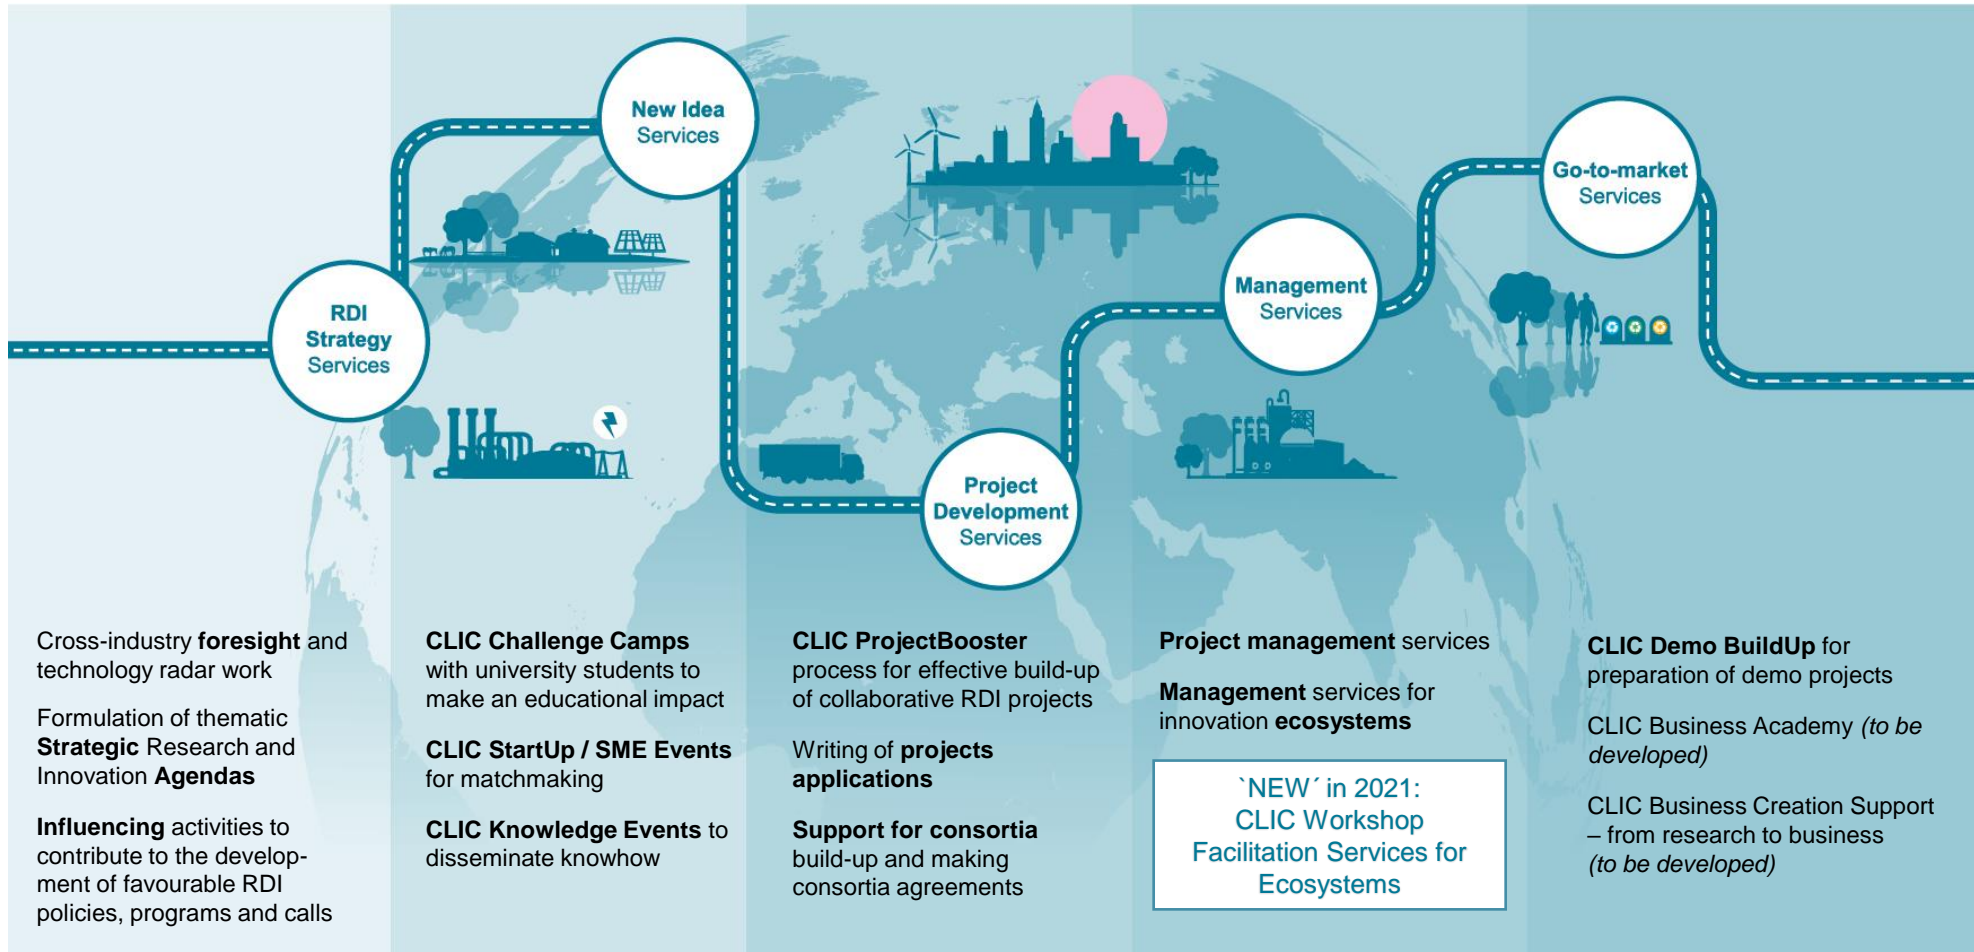 New Idea
Services
Go-to-market
Services
Management
Services
RDI
Strategy
Services
Project
Development
Services
Cross-industry foresight and
technology radar work
Formulation of thematic
Strategic Research and
Innovation Agendas
Influencing activities to
contribute to the develop-
ment of favourable RDI
policies, programs and calls
CLIC Challenge Camps
with university students to
make an educational impact
CLIC StartUp / SME Events
for matchmaking
CLIC Knowledge Events to
disseminate knowhow
CLIC ProjectBooster
process for effective build-up
of collaborative RDI projects
Writing of projects
applications
Support for consortia
build-up and making
consortia agreements
Project management services
Management services for
innovation ecosystems
`NEW´ in 2021:
CLIC Workshop
Facilitation Services for
Ecosystems
CLIC Demo BuildUp for
preparation of demo projects
CLIC Business Academy (to be
developed)
CLIC Business Creation Support
– from research to business
(to be developed)